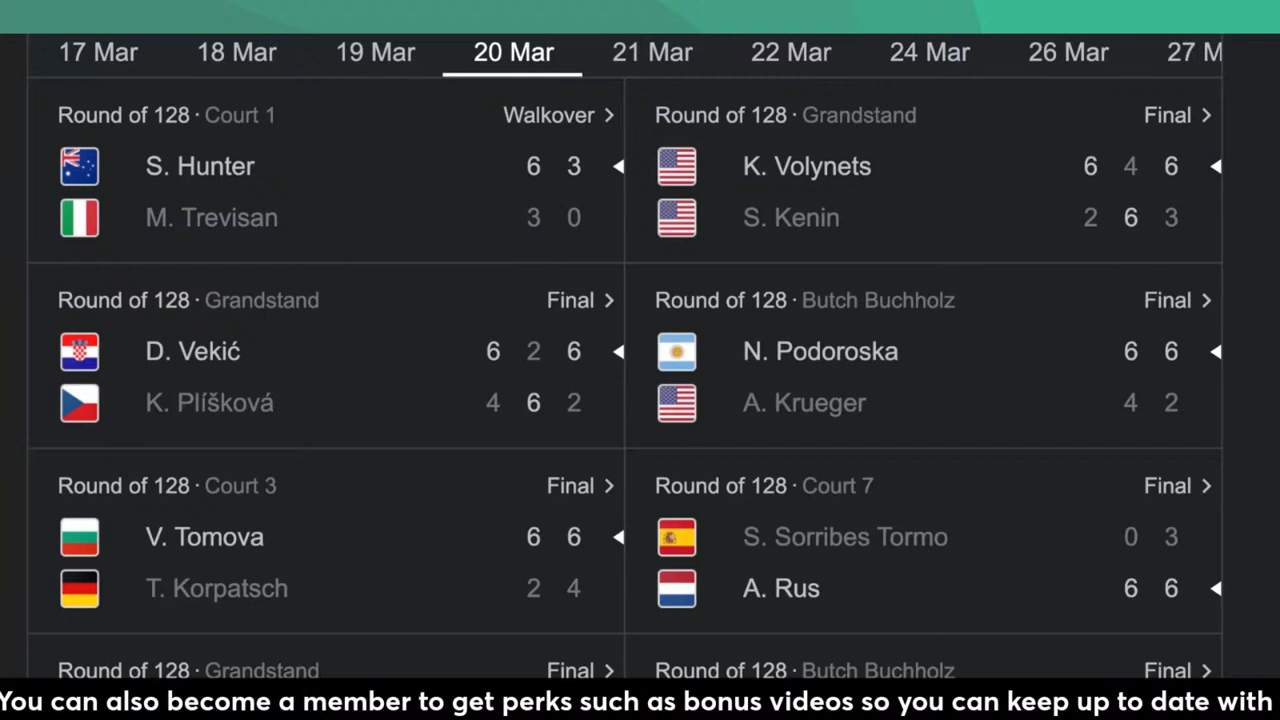 17 Mar 18 Mar 19 Mar 20 Mar 21 Mar 22 Mar 24 Mar 26 Mar 27 M
Round of 128 · Court 1 Walkover
S. Hunter 6 3
M. Trevisan 3 0
Round of 128 · Grandstand Final
K. Volynets 6 4 6
S. Kenin 2 6 3
Round of 128 · Grandstand Final
D. Vekić 6 2 6
K. Plíšková 4 6 2
Round of 128 · Butch Buchholz Final
N. Podoroska 6 6
A. Krueger 4 2
Round of 128 · Court 3 Final
V. Tomova 6 6
T. Korpatsch 2 4
Round of 128 · Court 7 Final
S. Sorribes Tormo 0 3
A. Rus 6 6
Round of 128 · Grandstand Final
Round of 128 · Butch Buchholz Final
You can also become a member to get perks such as bonus videos so you can keep up to date with